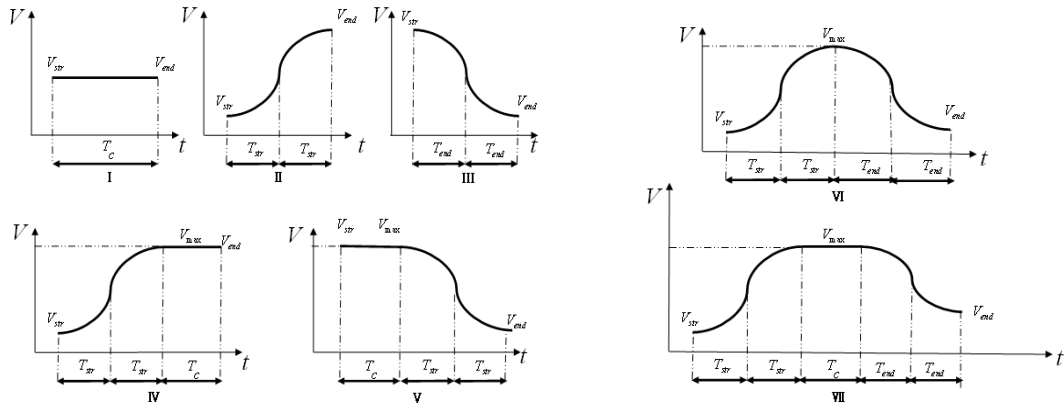 V
V_str
V_end
t
T_C
I
V
V_end
V_str
t
T_str T_str
II
V
V_str
V_end
t
T_end T_end
III
V
V_max
V_str
V_end
t
T_str T_str T_end T_end
VI
V
V_max
V_end
V_str
t
T_str T_str T_C
IV
V
V_str V_max
V_end
t
T_C T_str T_str
V
V
V_max
V_str
V_end
t
T_str T_str T_C T_end T_end
VII